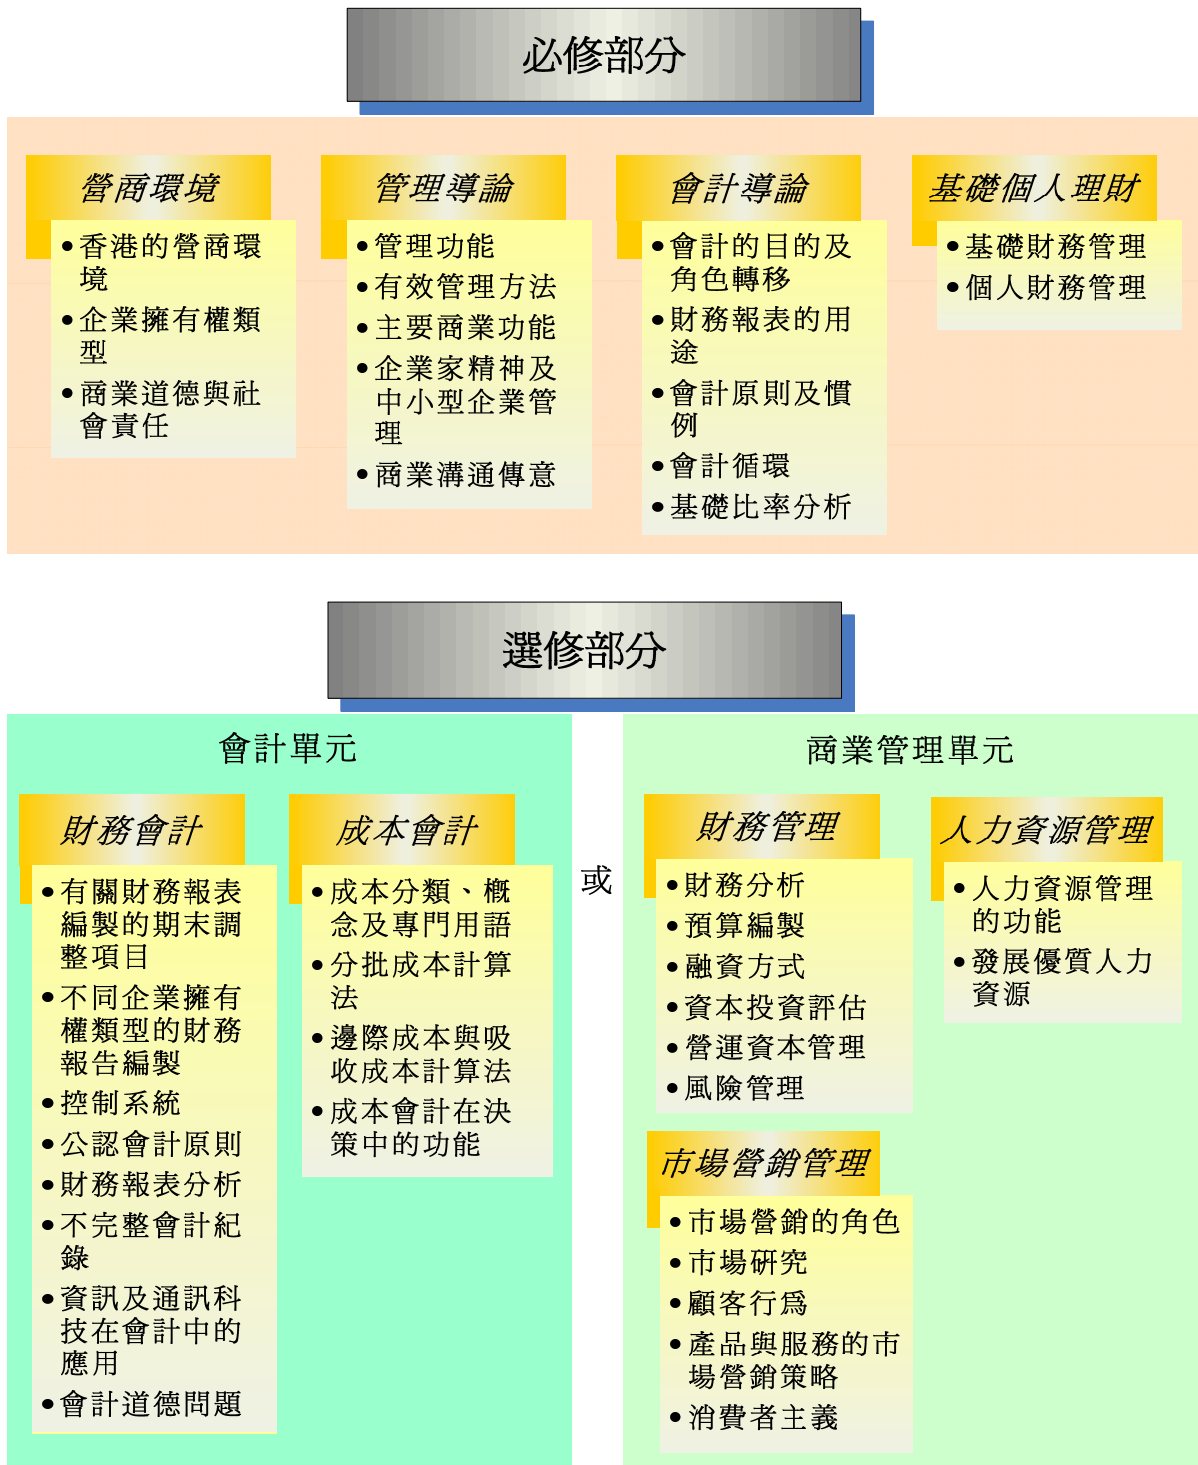 必修部分
營商環境
•香港的營商環
境
•企業擁有權類
型
•商業道德與社
會責任
管理導論
•管理功能
•有效管理方法
•主要商業功能
•企業家精神及
中小型企業管
理
•商業溝通傳意
會計導論
•會計的目的及
角色轉移
•財務報表的用
途
•會計原則及慣
例
•會計循環
•基礎比率分析
基礎個人理財
•基礎財務管理
•個人財務管理
選修部分
會計單元
財務會計
•有關財務報表
編製的期末調
整項目
•不同企業擁有
權類型的財務
報告編製
•控制系統
•公認會計原則
•財務報表分析
•不完整會計紀
錄
•資訊及通訊科
技在會計中的
應用
•會計道德問題
成本會計
•成本分類、概
念及專門用語
•分批成本計算
法
•邊際成本與吸
收成本計算法
•成本會計在決
策中的功能
或
商業管理單元
財務管理
•財務分析
•預算編製
•融資方式
•資本投資評估
•營運資本管理
•風險管理
人力資源管理
•人力資源管理
的功能
•發展優質人力
資源
市場營銷管理
•市場營銷的角色
•市場研究
•顧客行為
•產品與服務的市
場營銷策略
•消費者主義